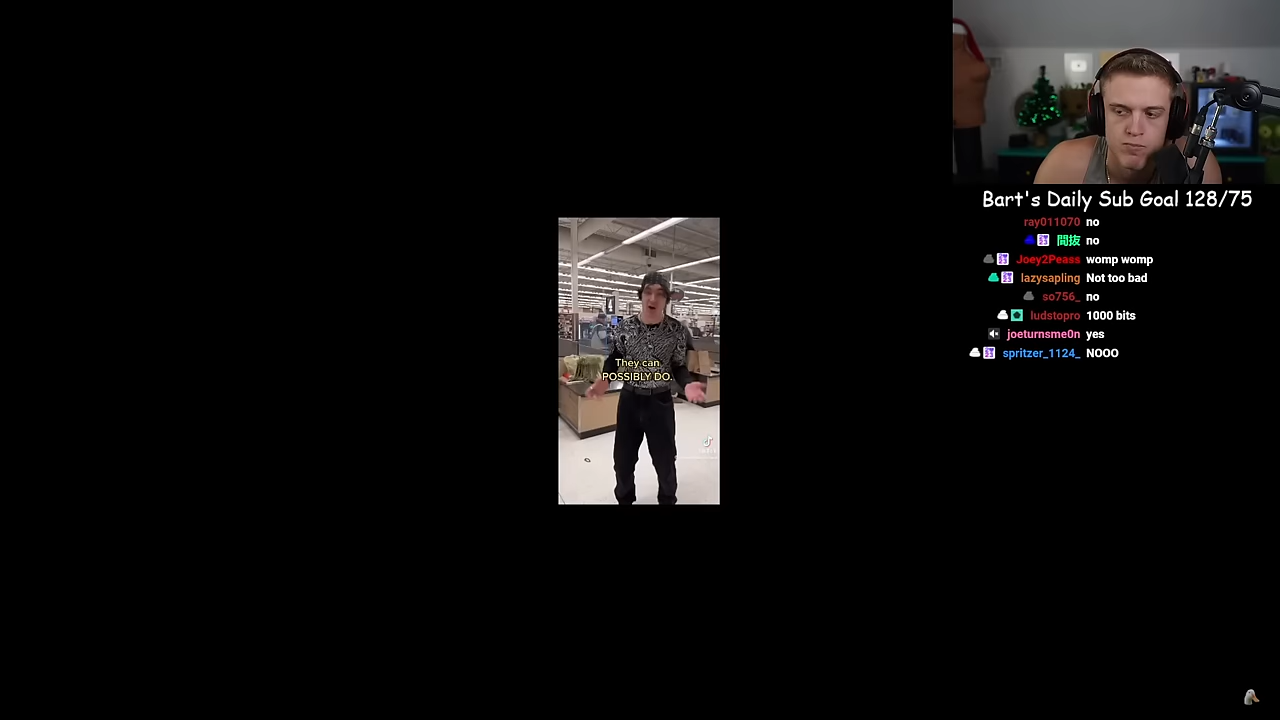 Bart's Daily Sub Goal 128/75
ray011070 no
間抜 no
Joey2Peass womp womp
lazysapling Not too bad
so756_ no
ludstopro 1000 bits
joeturnsme0n yes
spritzer_1124_ NOOO
4
They can
POSSIBLY DO.